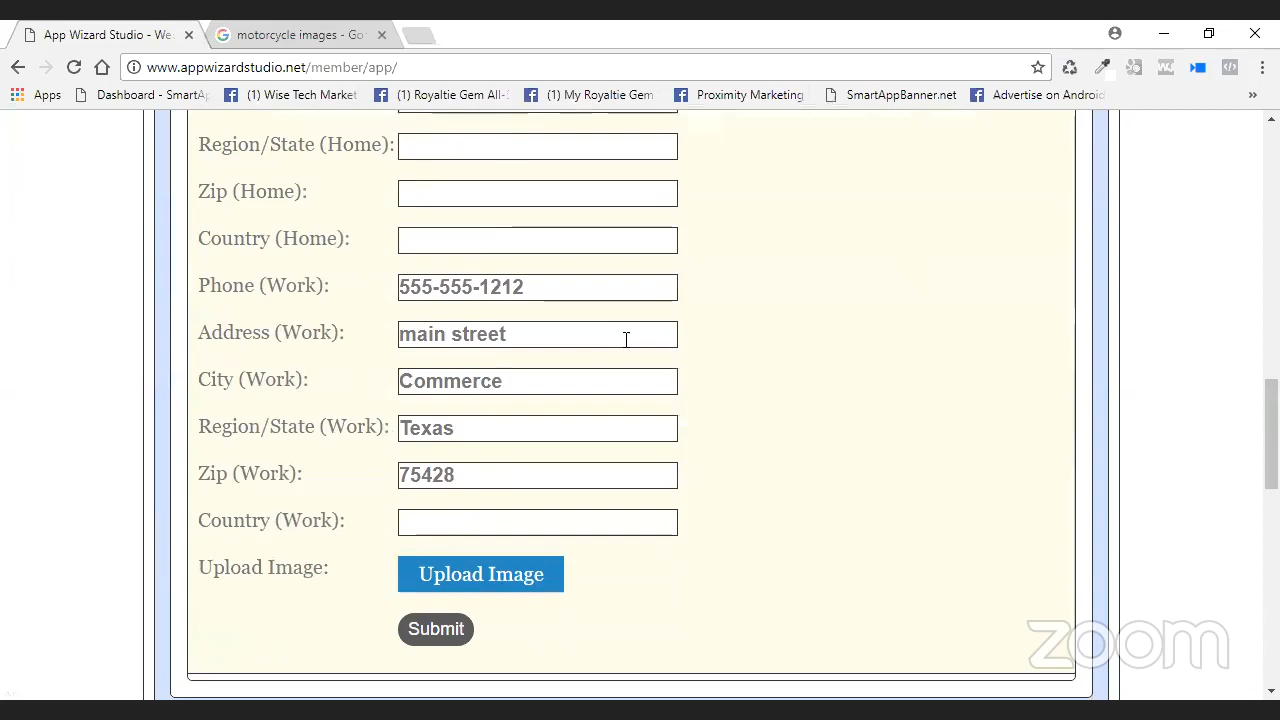 App Wizard Studio - We
motorcycle images - Go
www.appwizardstudio.net/member/app/
Apps Dashboard - SmartAp (1) Wise Tech Market (1) Royaltie Gem All- (1) My Royaltie Gem Proximity Marketing SmartAppBanner.net Advertise on Android »
Region/State (Home):
Zip (Home):
Country (Home):
Phone (Work): 555-555-1212
Address (Work): main street
City (Work): Commerce
Region/State (Work): Texas
Zip (Work): 75428
Country (Work):
Upload Image: Upload Image
Submit
zoom